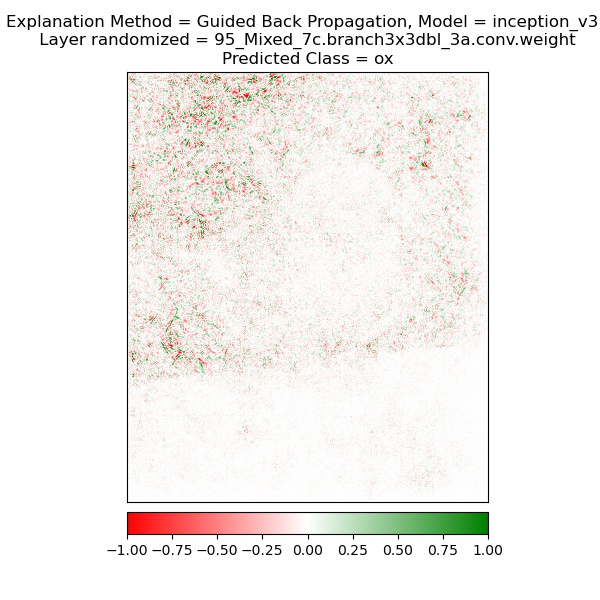 Explanation Method = Guided Back Propagation, Model = inception_v3
Layer randomized = 95_Mixed_7c.branch3x3dbl_3a.conv.weight
Predicted Class = ox
−1.00 −0.75 −0.50 −0.25 0.00 0.25 0.50 0.75 1.00